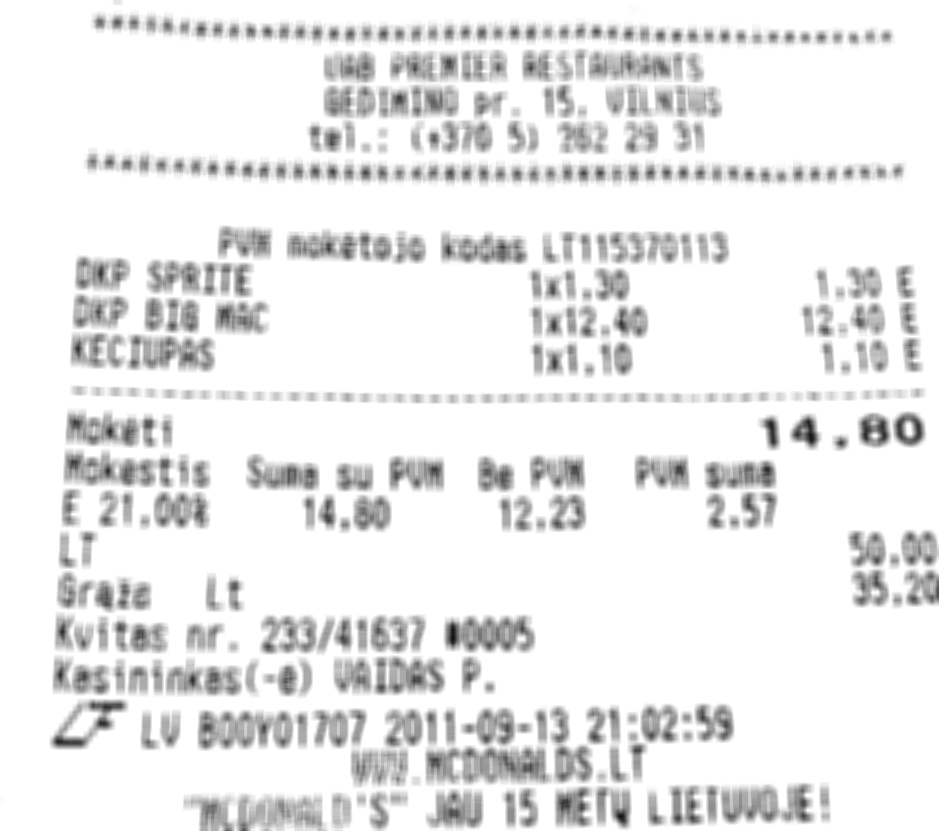 ****************************************
UAB PREMIER RESTAURANTS
GEDIMINO pr. 15, VILNIUS
tel.: (+370 5) 262 29 31
****************************************
PVM moketojo kodas LT115370113
DKP SPRITE 1x1,30 1,30 E
DKP BIG MAC 1x12,40 12,40 E
KECIUPAS 1x1,10 1,10 E
Moketi 14.80
Mokestis Suma su PVM Be PVM PVM suma
E 21,00% 14,80 12,23 2,57
LT 50,00
Grąža Lt 35,20
Kvitas nr. 233/41637 #0005
Kasininkas(-ė) VAIDAS P.
LF LV B00Y01707 2011-09-13 21:02:59
WWW.MCDONALDS.LT
"MCDONALD"S" JAU 15 METŲ LIETUVOJE!